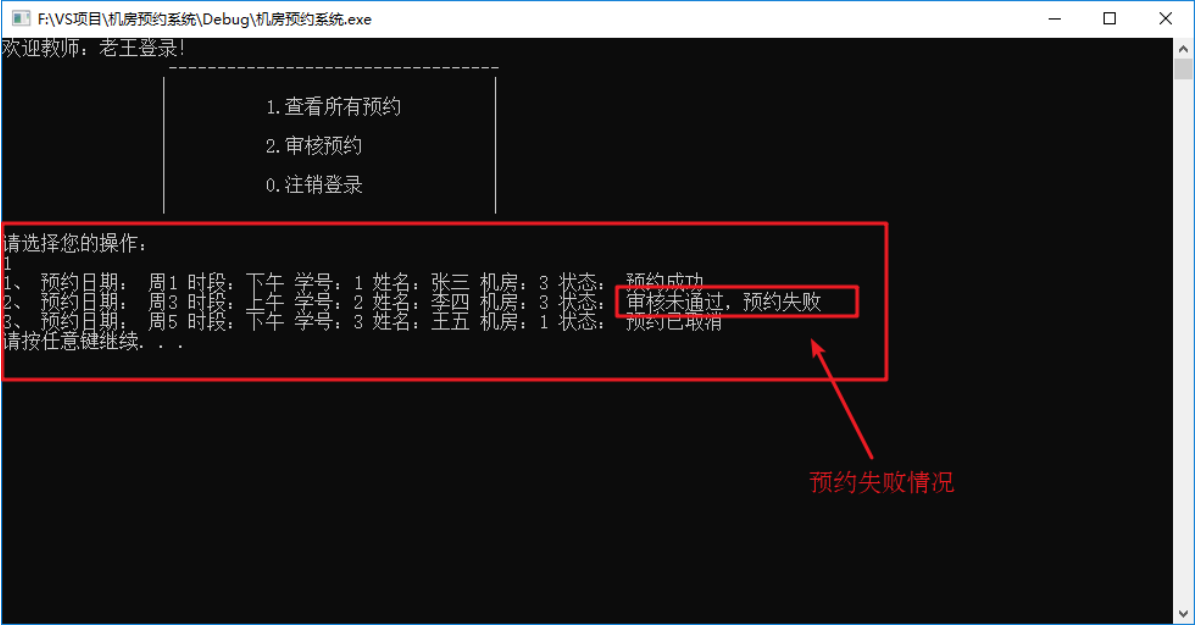 F:\VS项目\机房预约系统\Debug\机房预约系统.exe
欢迎教师：老王登录!
----------------------------------
1.查看所有预约
2.审核预约
0.注销登录
请选择您的操作：
1
1、 预约日期： 周1 时段：下午 学号：1 姓名：张三 机房：3 状态： 预约成功
2、 预约日期： 周3 时段：上午 学号：2 姓名：李四 机房：3 状态： 审核未通过，预约失败
3、 预约日期： 周5 时段：下午 学号：3 姓名：王五 机房：1 状态： 预约已取消
请按任意键继续. . .
预约失败情况